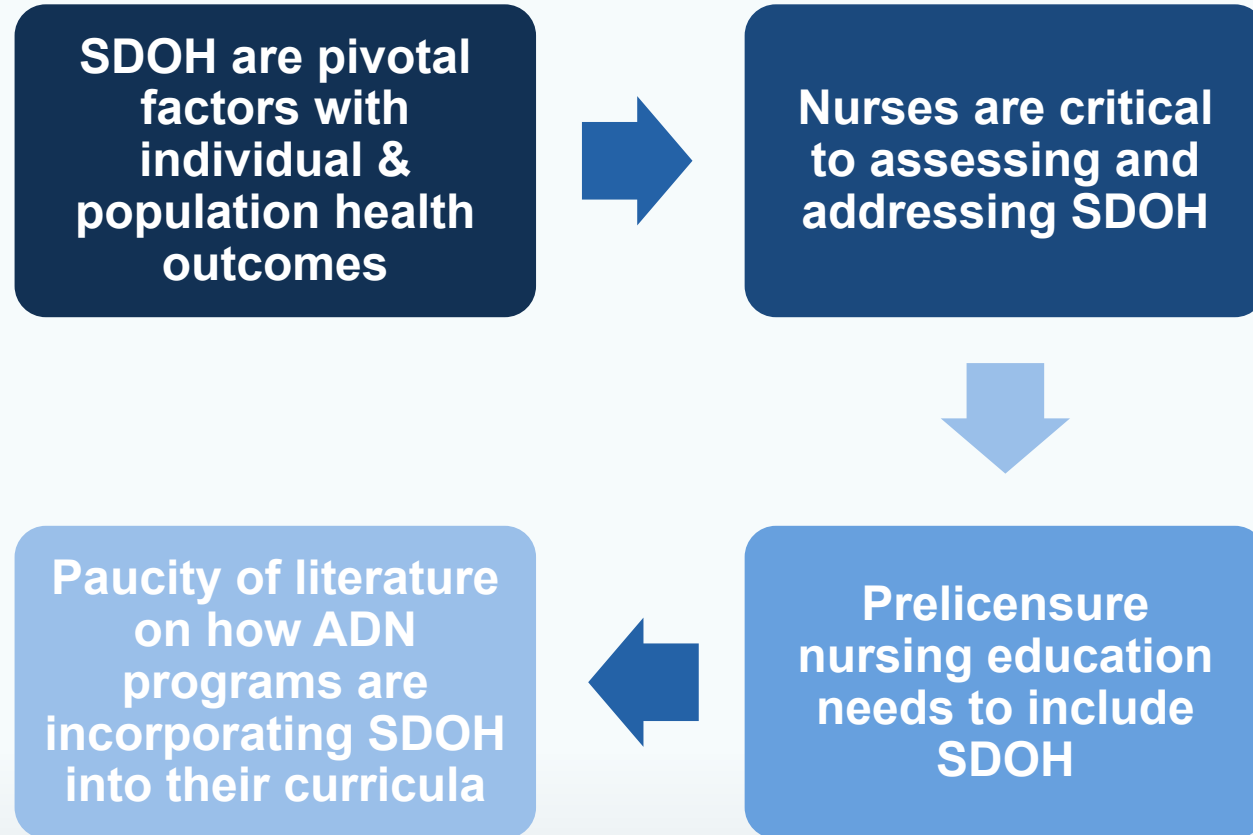 SDOH are pivotal
factors with
individual &
population health
outcomes
Nurses are critical
to assessing and
addressing SDOH
Prelicensure
nursing education
needs to include
SDOH
Paucity of literature
on how ADN
programs are
incorporating SDOH
into their curricula